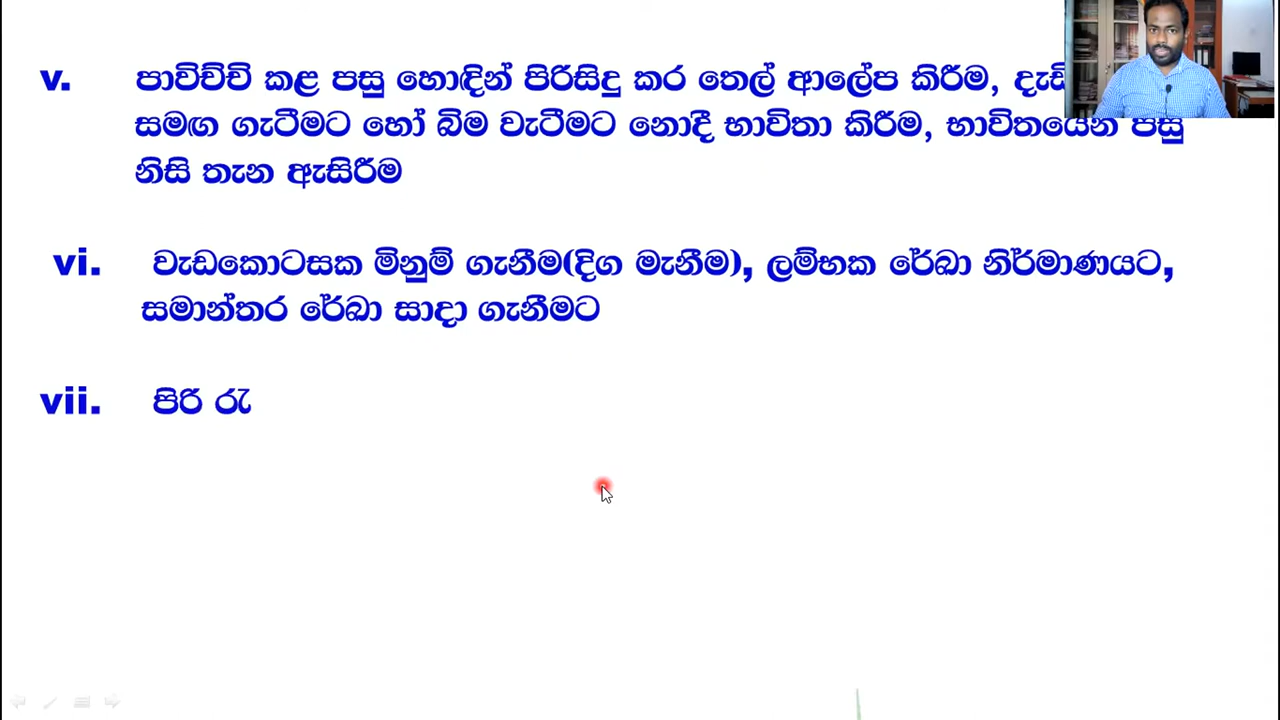 v. පාවිච්චි කළ පසු හොඳින් පිරිසිදු කර තෙල් ආලේප කිරීම,
සමඟ ගැටීමට හෝ බිම වැටීමට නොදී භාවිතා කිරීම, භාවිතයෙන් පසු
නිසි තැන ඇසිරීම
vi. වැඩකොටසක මිනුම් ගැනීම(දිග මැනීම), ලම්භක රේඛා නිර්මාණයට,
සමාන්තර රේඛා සාදා ගැනීමට
vii. පිරි රැ